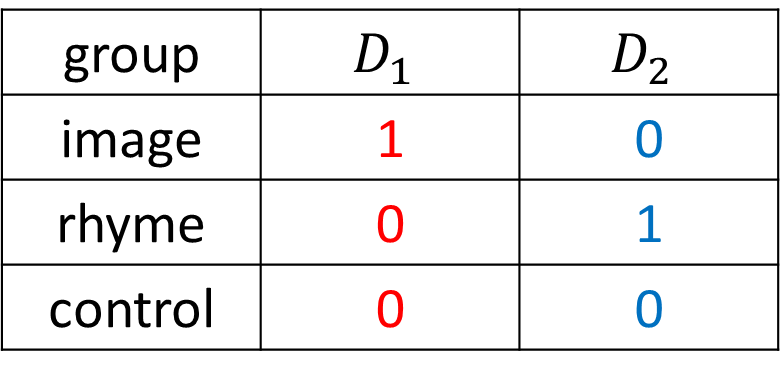 group D₁ D₂
image 1 0
rhyme 0 1
control 0 0